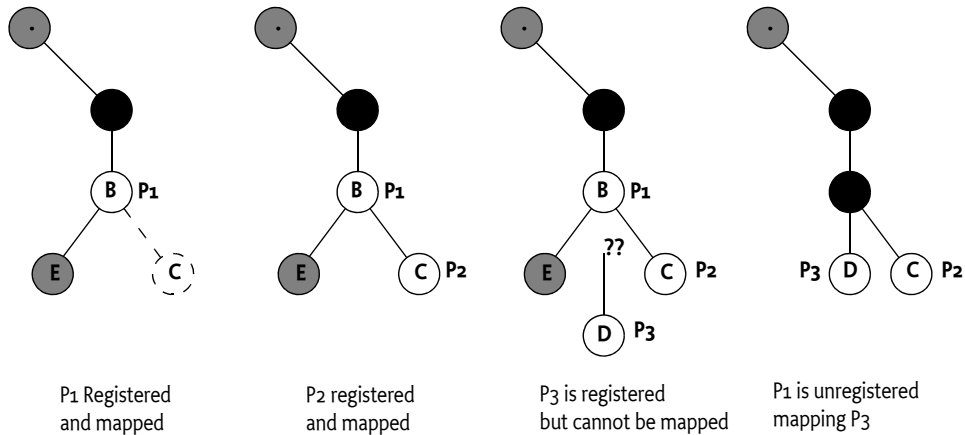 .
B P1
E C
P1 Registered
and mapped
.
B P1
E C P2
P2 registered
and mapped
.
B P1
??
E C P2
D P3
P3 is registered
but cannot be mapped
.
P3 D C P2
P1 is unregistered
mapping P3